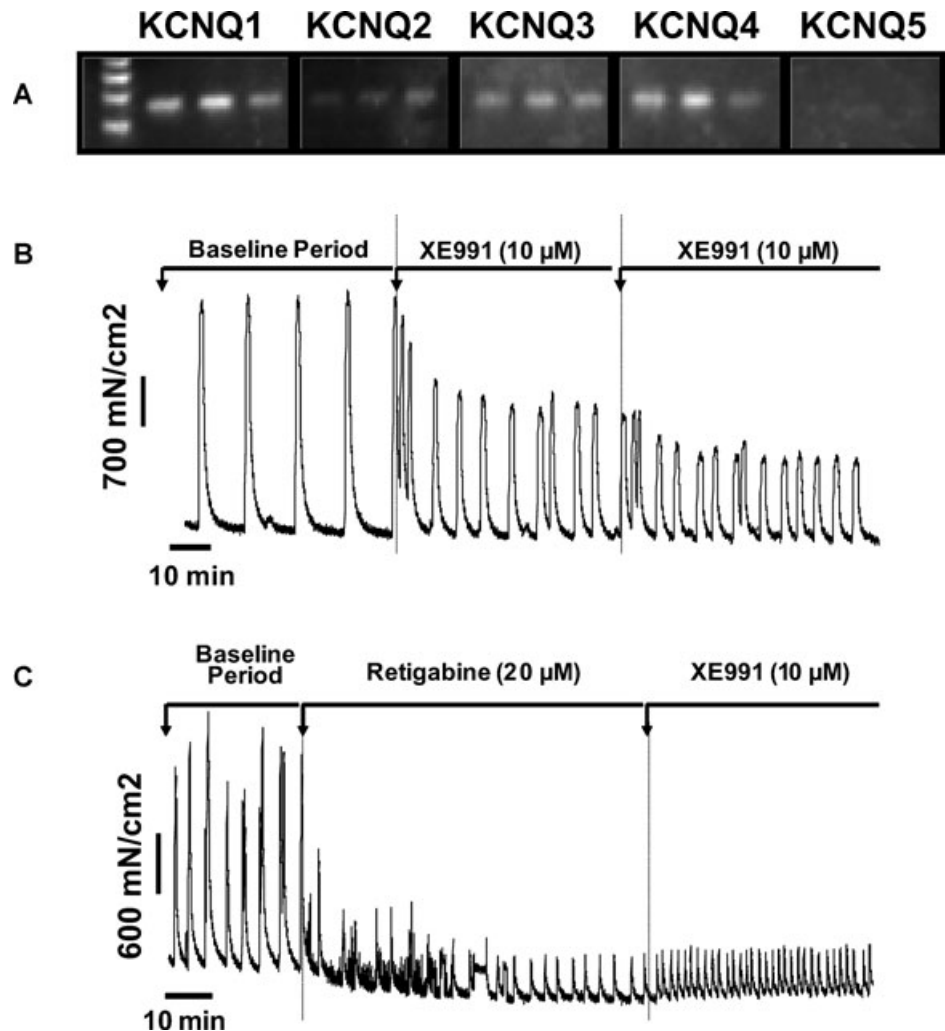 KCNQ1 KCNQ2 KCNQ3 KCNQ4 KCNQ5
A
B
Baseline Period
XE991 (10 µM)
XE991 (10 µM)
700 mN/cm2
10 min
C
Baseline
Period
Retigabine (20 µM)
XE991 (10 µM)
600 mN/cm2
10 min